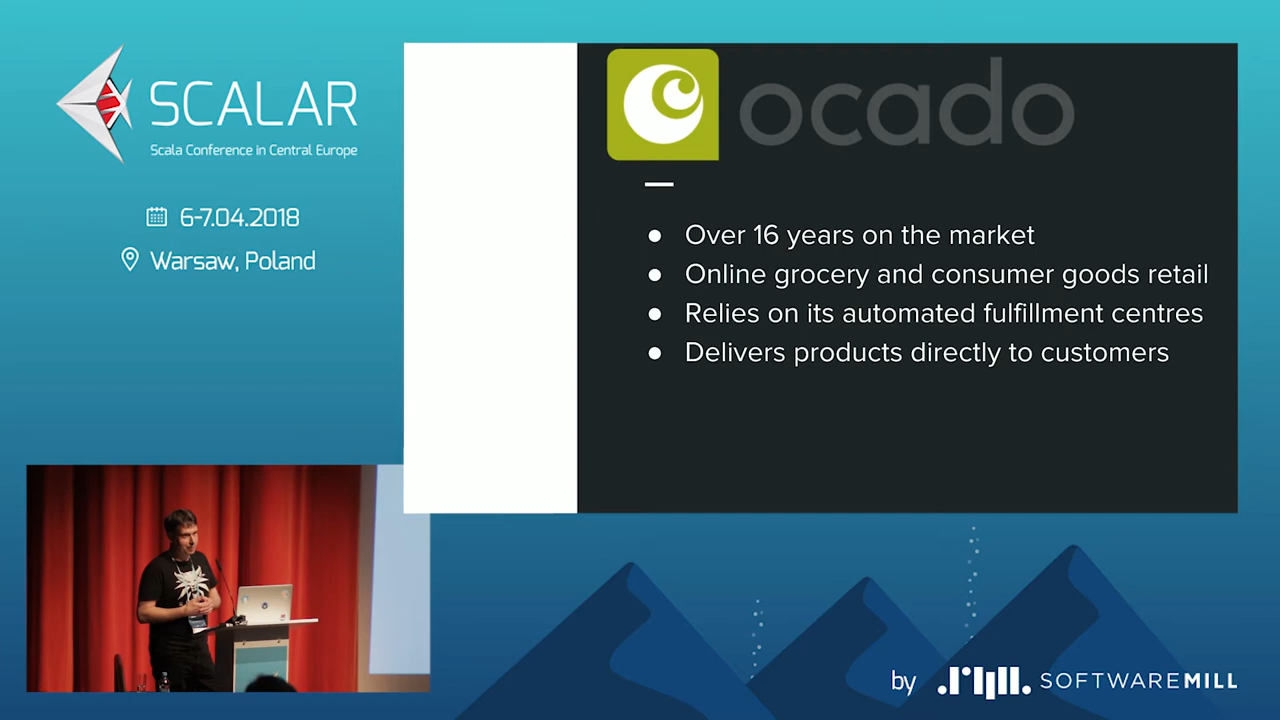 SCALAR
Scala Conference in Central Europe
6-7.04.2018
Warsaw, Poland
ocado
● Over 16 years on the market
● Online grocery and consumer goods retail
● Relies on its automated fulfillment centres
● Delivers products directly to customers
by SOFTWAREMILL